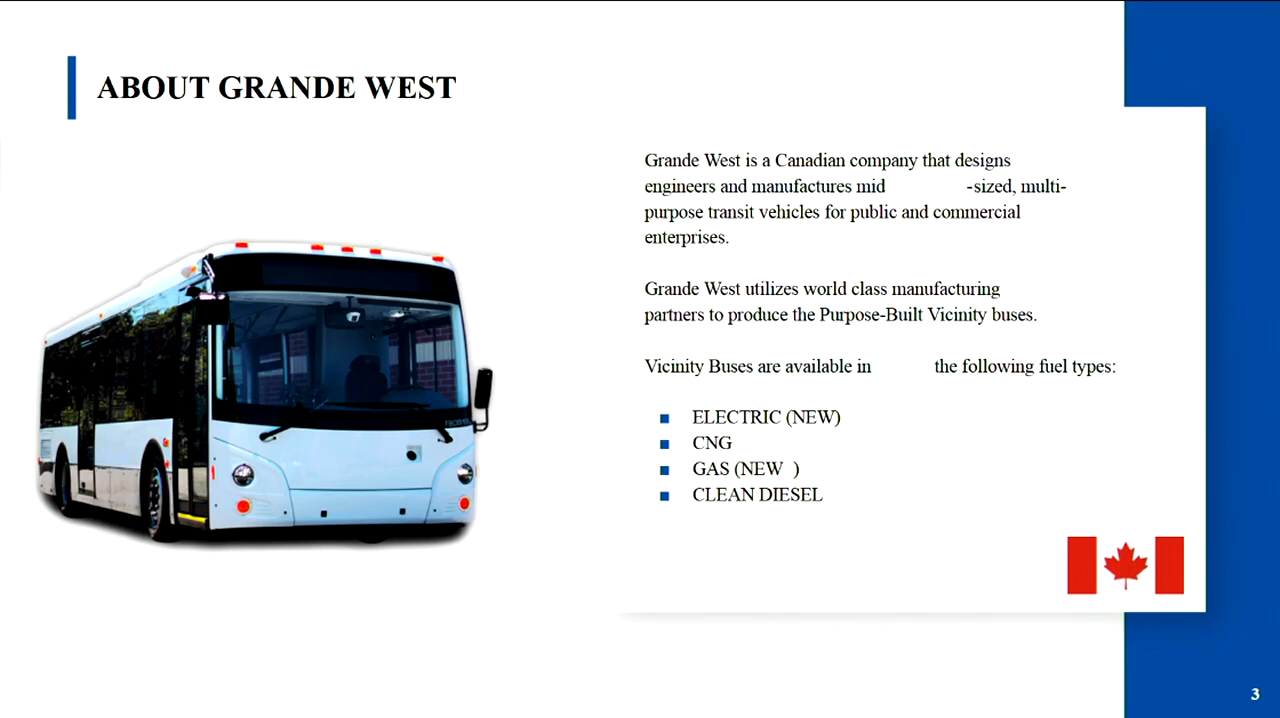 ABOUT GRANDE WEST
Grande West is a Canadian company that designs
engineers and manufactures mid -sized, multi-
purpose transit vehicles for public and commercial
enterprises.
Grande West utilizes world class manufacturing
partners to produce the Purpose-Built Vicinity buses.
Vicinity Buses are available in the following fuel types:
■ ELECTRIC (NEW)
■ CNG
■ GAS (NEW )
■ CLEAN DIESEL
3